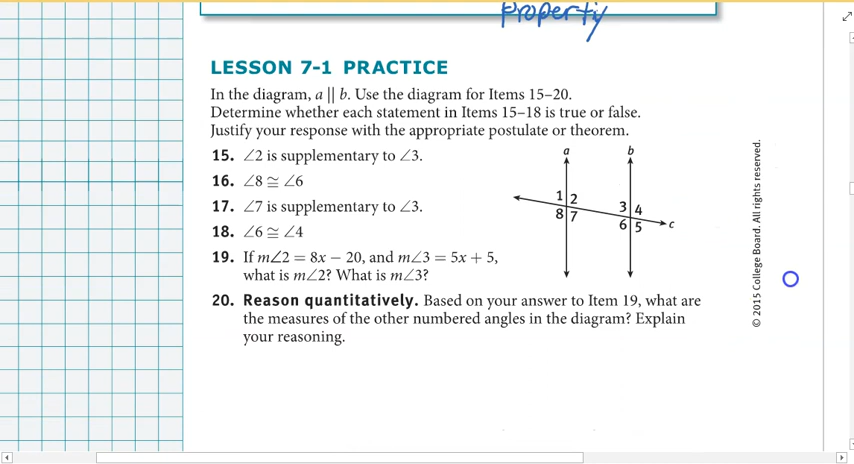 property
LESSON 7-1 PRACTICE
In the diagram, a || b. Use the diagram for Items 15–20.
Determine whether each statement in Items 15–18 is true or false.
Justify your response with the appropriate postulate or theorem.
15. ∠2 is supplementary to ∠3.
16. ∠8 ≅ ∠6
17. ∠7 is supplementary to ∠3.
18. ∠6 ≅ ∠4
19. If m∠2 = 8x − 20, and m∠3 = 5x + 5,
what is m∠2? What is m∠3?
20. Reason quantitatively. Based on your answer to Item 19, what are
the measures of the other numbered angles in the diagram? Explain
your reasoning.
a b
1 2
3 4
8 7
6 5
c
© 2015 College Board. All rights reserved.